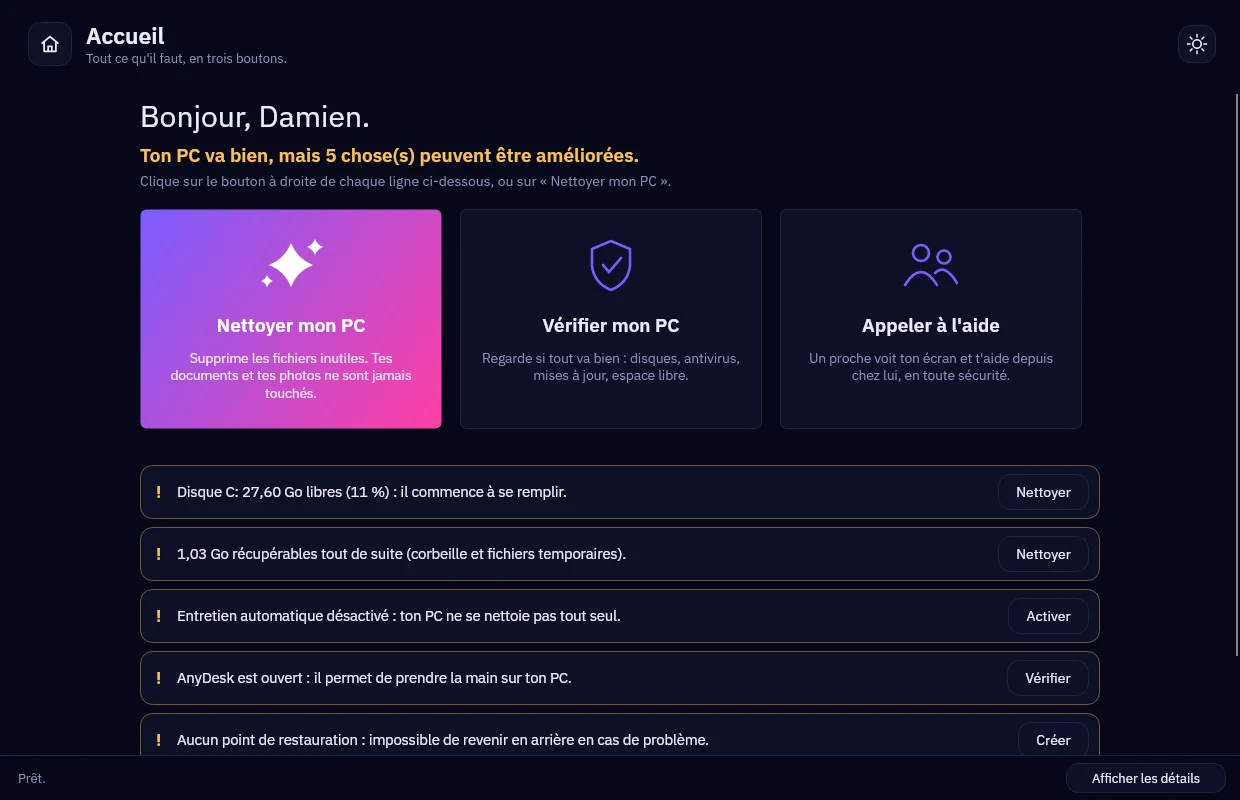 Accueil
Tout ce qu'il faut, en trois boutons.
Bonjour, Damien.
Ton PC va bien, mais 5 chose(s) peuvent être améliorées.
Clique sur le bouton à droite de chaque ligne ci-dessous, ou sur « Nettoyer mon PC ».
Nettoyer mon PC
Supprime les fichiers inutiles. Tes
documents et tes photos ne sont jamais
touchés.
Vérifier mon PC
Regarde si tout va bien : disques, antivirus,
mises à jour, espace libre.
Appeler à l'aide
Un proche voit ton écran et t'aide depuis
chez lui, en toute sécurité.
! Disque C: 27,60 Go libres (11 %) : il commence à se remplir. Nettoyer
! 1,03 Go récupérables tout de suite (corbeille et fichiers temporaires). Nettoyer
! Entretien automatique désactivé : ton PC ne se nettoie pas tout seul. Activer
! AnyDesk est ouvert : il permet de prendre la main sur ton PC. Vérifier
! Aucun point de restauration : impossible de revenir en arrière en cas de problème. Créer
Prêt. Afficher les détails